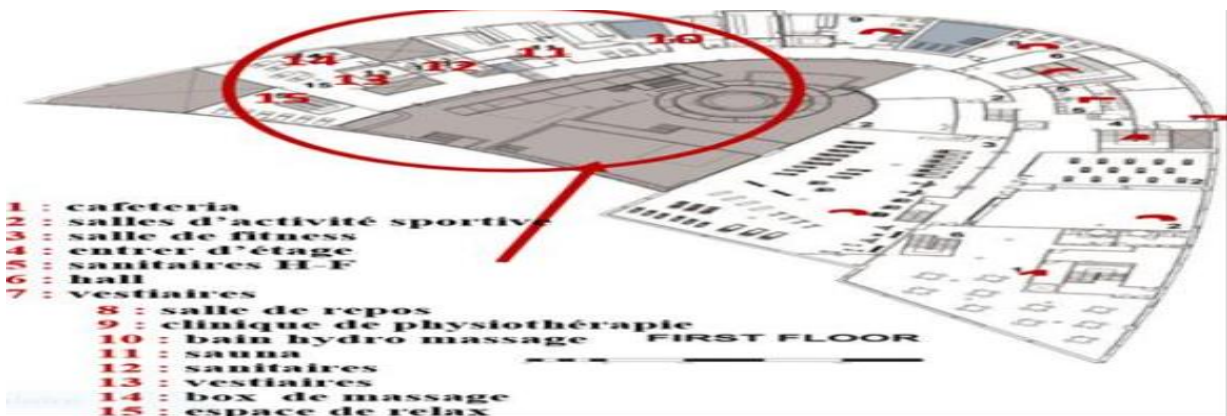 14
13
12
11
10
15
1 : cafeteria
2 : salles d'activité sportive
3 : salle de fitness
4 : entrer d'étage
5 : sanitaires H-F
6 : hall
7 : vestiaires
8 : salle de repos
9 : clinique de physiothérapie
10 : bain hydro massage
FIRST FLOOR
11 : sauna
12 : sanitaires
13 : vestiaires
14 : box de massage
15 : espace de relax